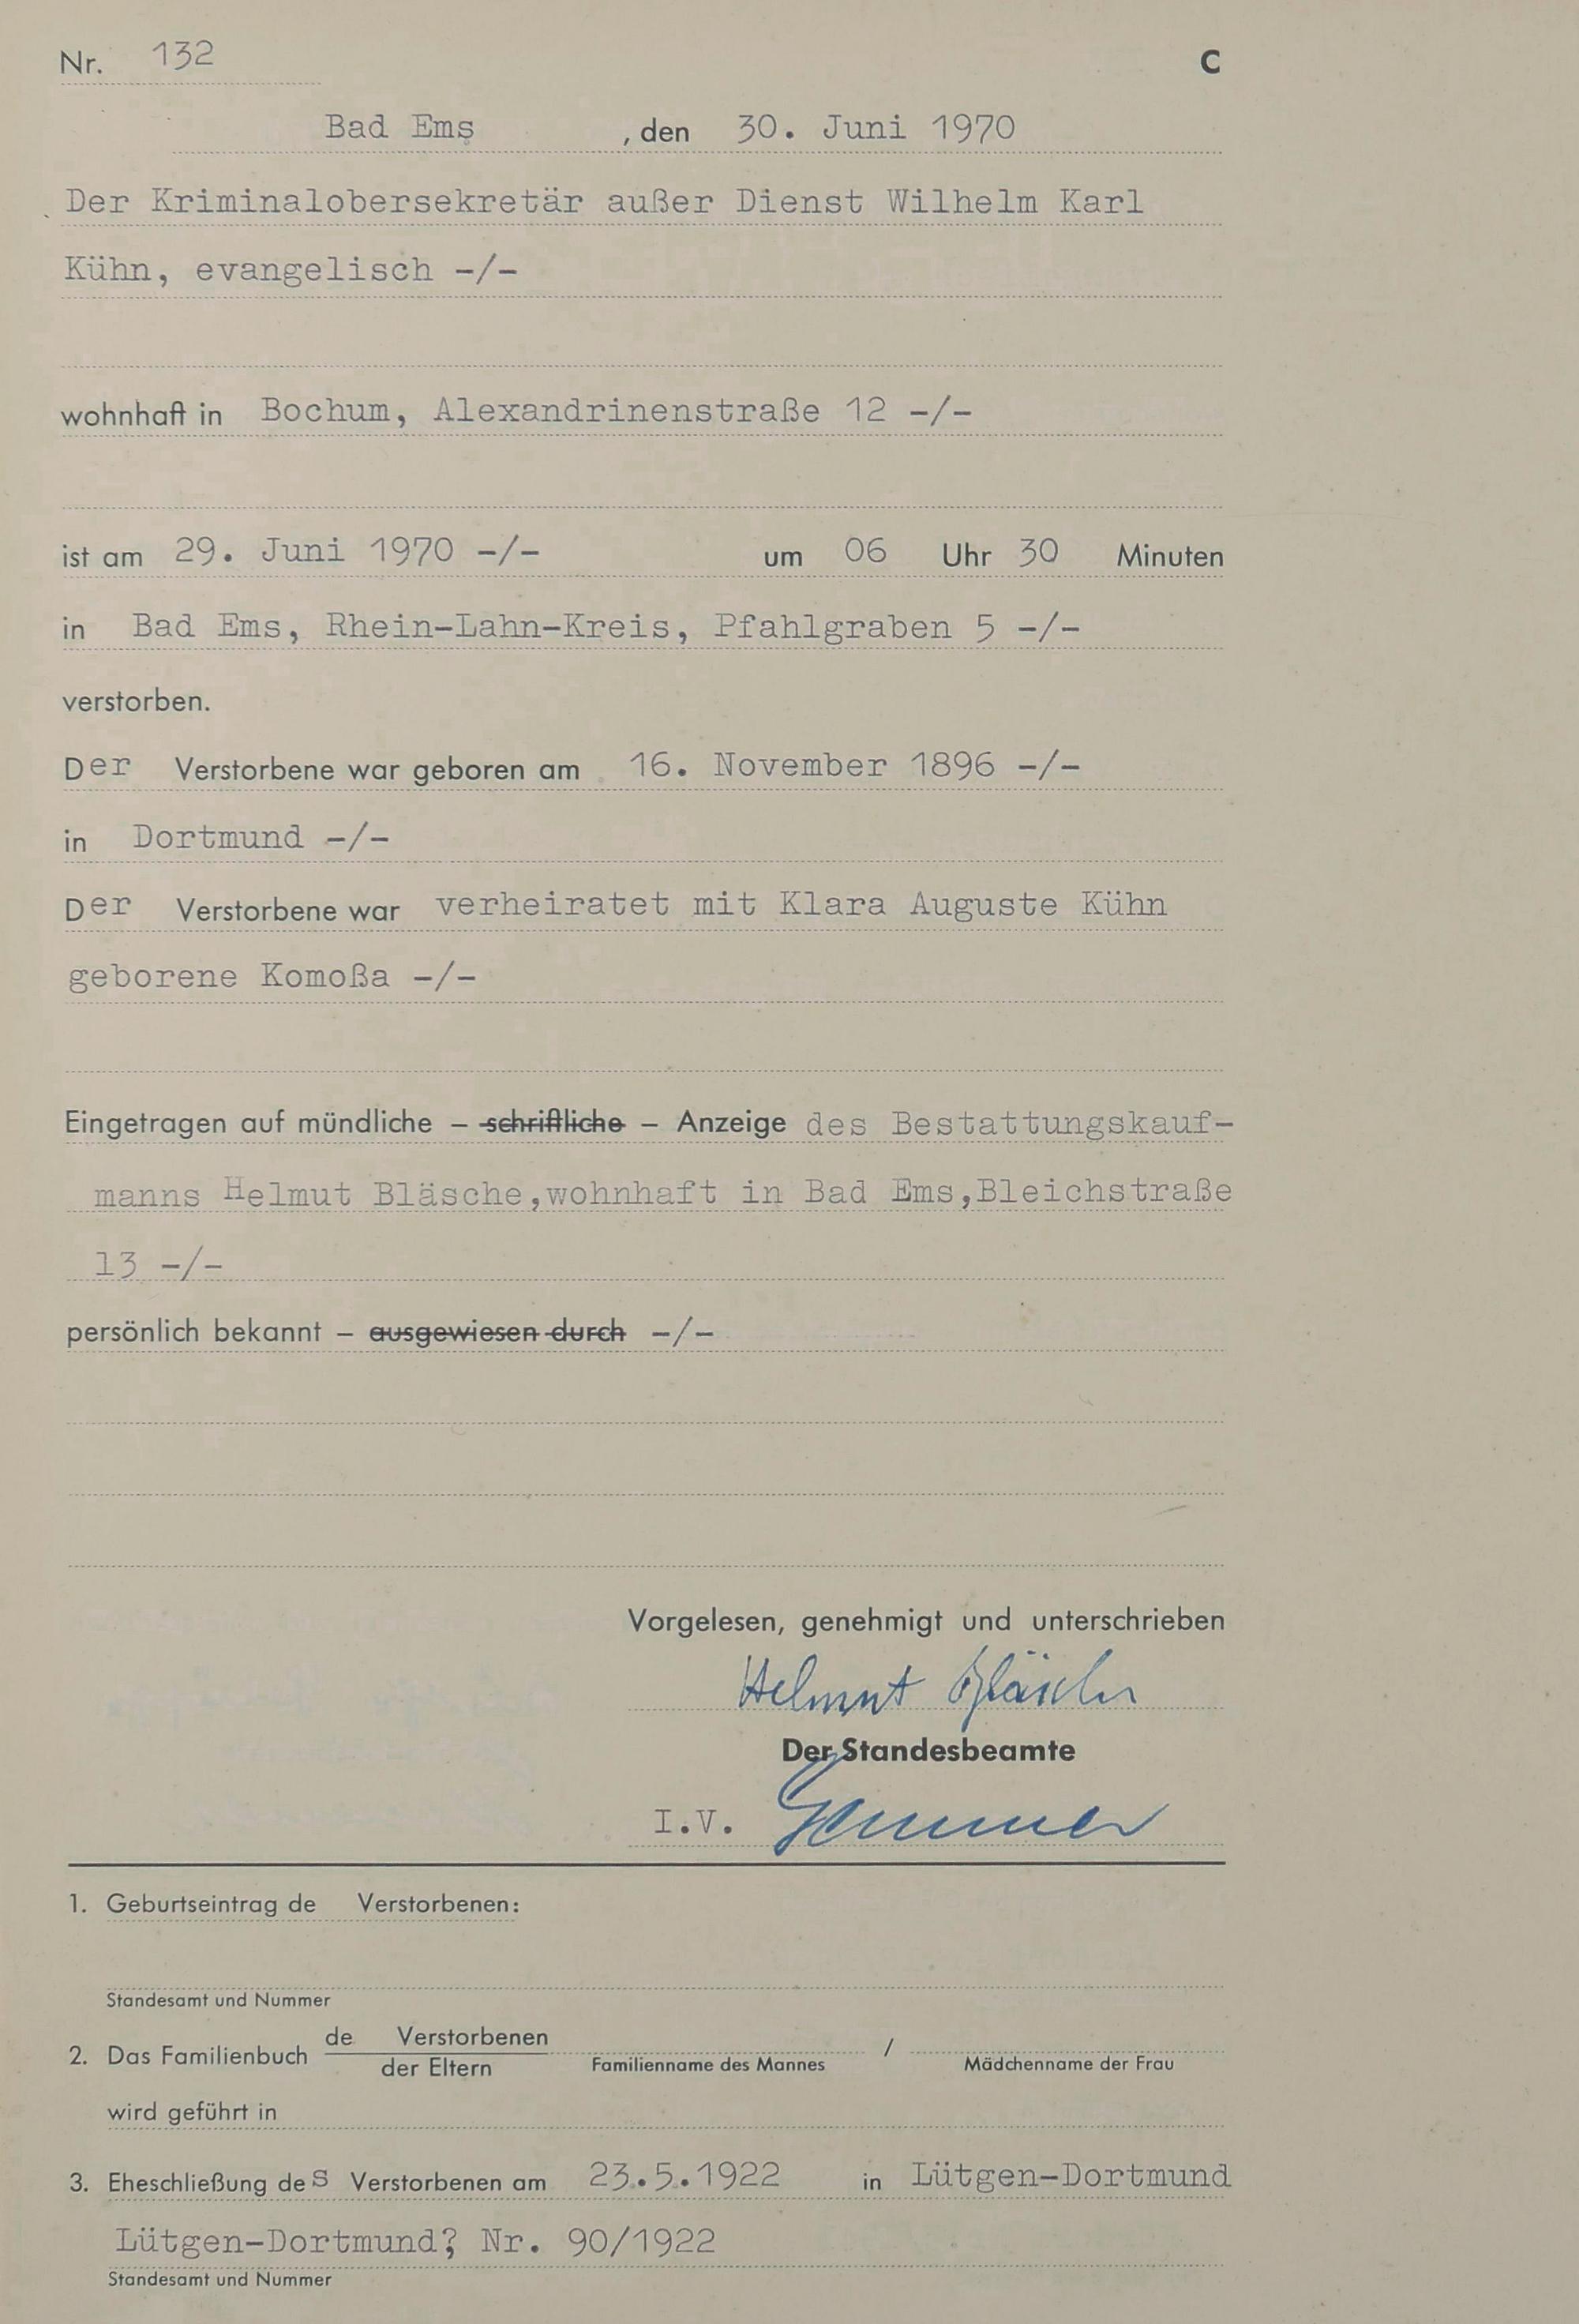 Nr. 132 C
Bad Ems, den 30. Juni 1970
Der Kriminalobersekretär außer Dienst Wilhelm Karl
Kühn, evangelisch -/-
wohnhaft in Bochum, Alexandrinenstraße 12 -/-
ist am 29. Juni 1970 -/- um 06 Uhr 30 Minuten
in Bad Ems, Rhein-Lahn-Kreis, Pfahlgraben 5 -/-
verstorben.
Der Verstorbene war geboren am 16. November 1896 -/-
in Dortmund -/-
Der Verstorbene war verheiratet mit Klara Auguste Kühn
geborene Komoßa -/-
Eingetragen auf mündliche – schriftliche – Anzeige des Bestattungskauf-
manns Helmut Bläsche,wohnhaft in Bad Ems,Bleichstraße
13 -/-
persönlich bekannt – ausgewiesen durch -/-
Vorgelesen, genehmigt und unterschrieben
Helmut Bläsche
Der Standesbeamte
I.V.
1. Geburtseintrag de Verstorbenen:
Standesamt und Nummer
2. Das Familienbuch de Verstorbenen / der Eltern
Familienname des Mannes / Mädchenname der Frau
wird geführt in
3. Eheschließung des Verstorbenen am 23.5.1922 in Lütgen-Dortmund
Lütgen-Dortmund? Nr. 90/1922
Standesamt und Nummer